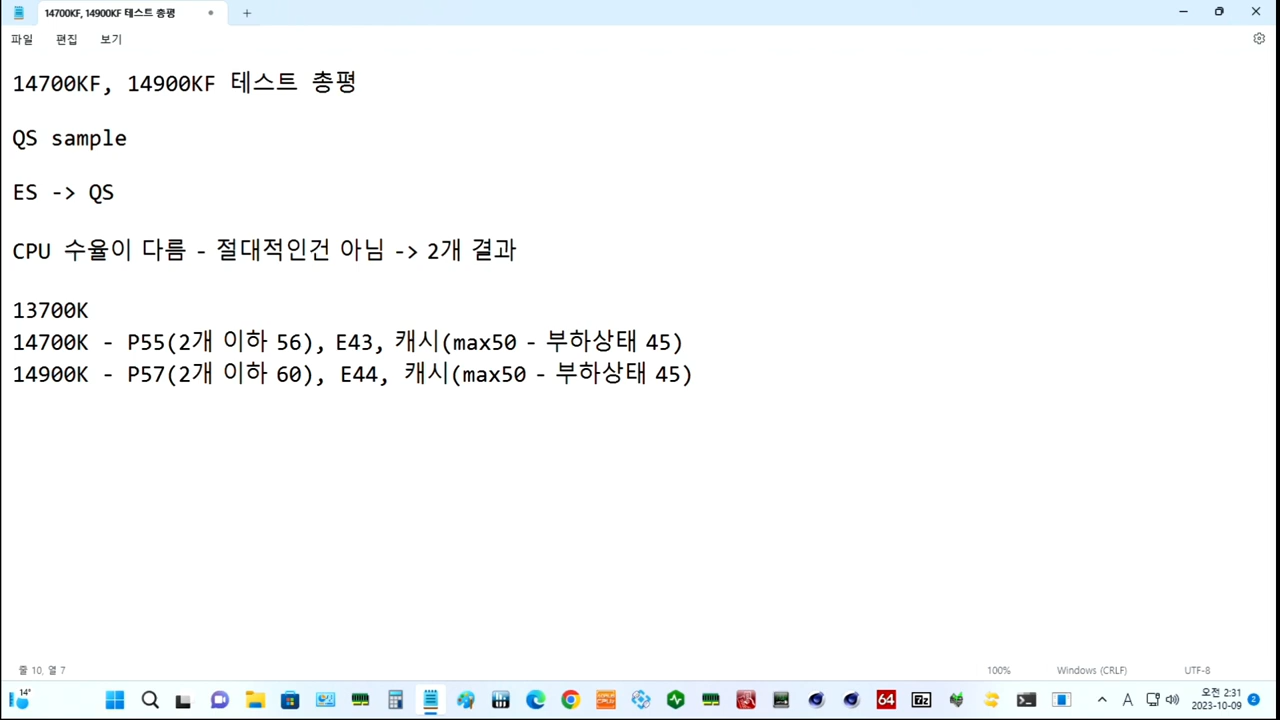 14700KF, 14900KF 테스트 총평
파일 편집 보기
14700KF, 14900KF 테스트 총평
QS sample
ES -> QS
CPU 수율이 다름 - 절대적인건 아님 -> 2개 결과
13700K
14700K - P55(2개 이하 56), E43, 캐시(max50 - 부하상태 45)
14900K - P57(2개 이하 60), E44, 캐시(max50 - 부하상태 45)
줄 10, 열 7 100% Windows (CRLF) UTF-8
14° 64 7z A 오전 2:31
2023-10-09 2